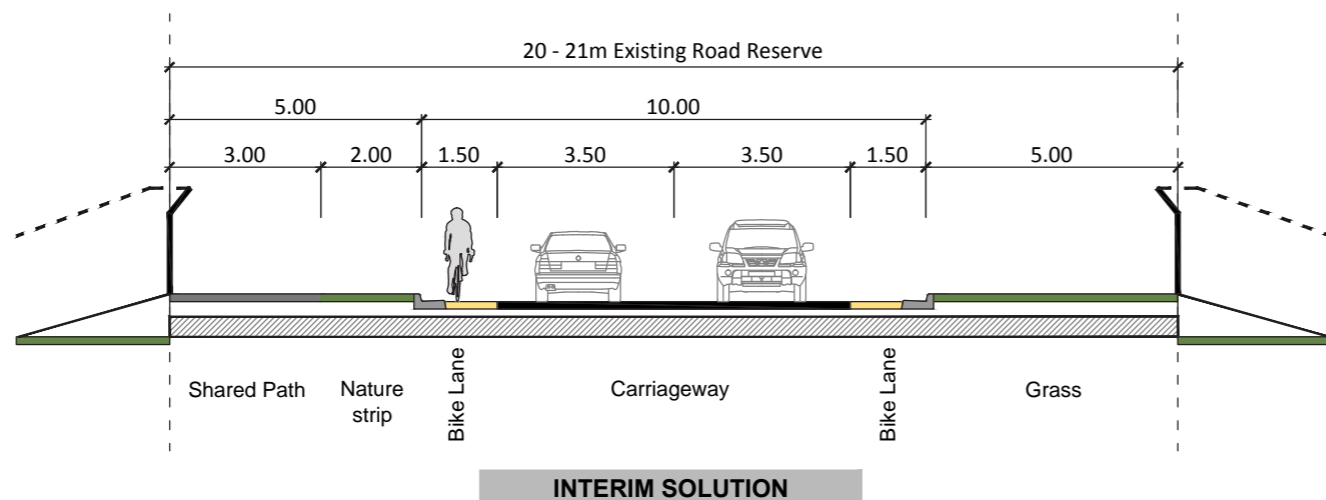 20 - 21m Existing Road Reserve
5.00 10.00
3.00 2.00 1.50 3.50 3.50 1.50 5.00
Shared Path
Nature
strip
Bike Lane
Carriageway
Bike Lane
Grass
INTERIM SOLUTION